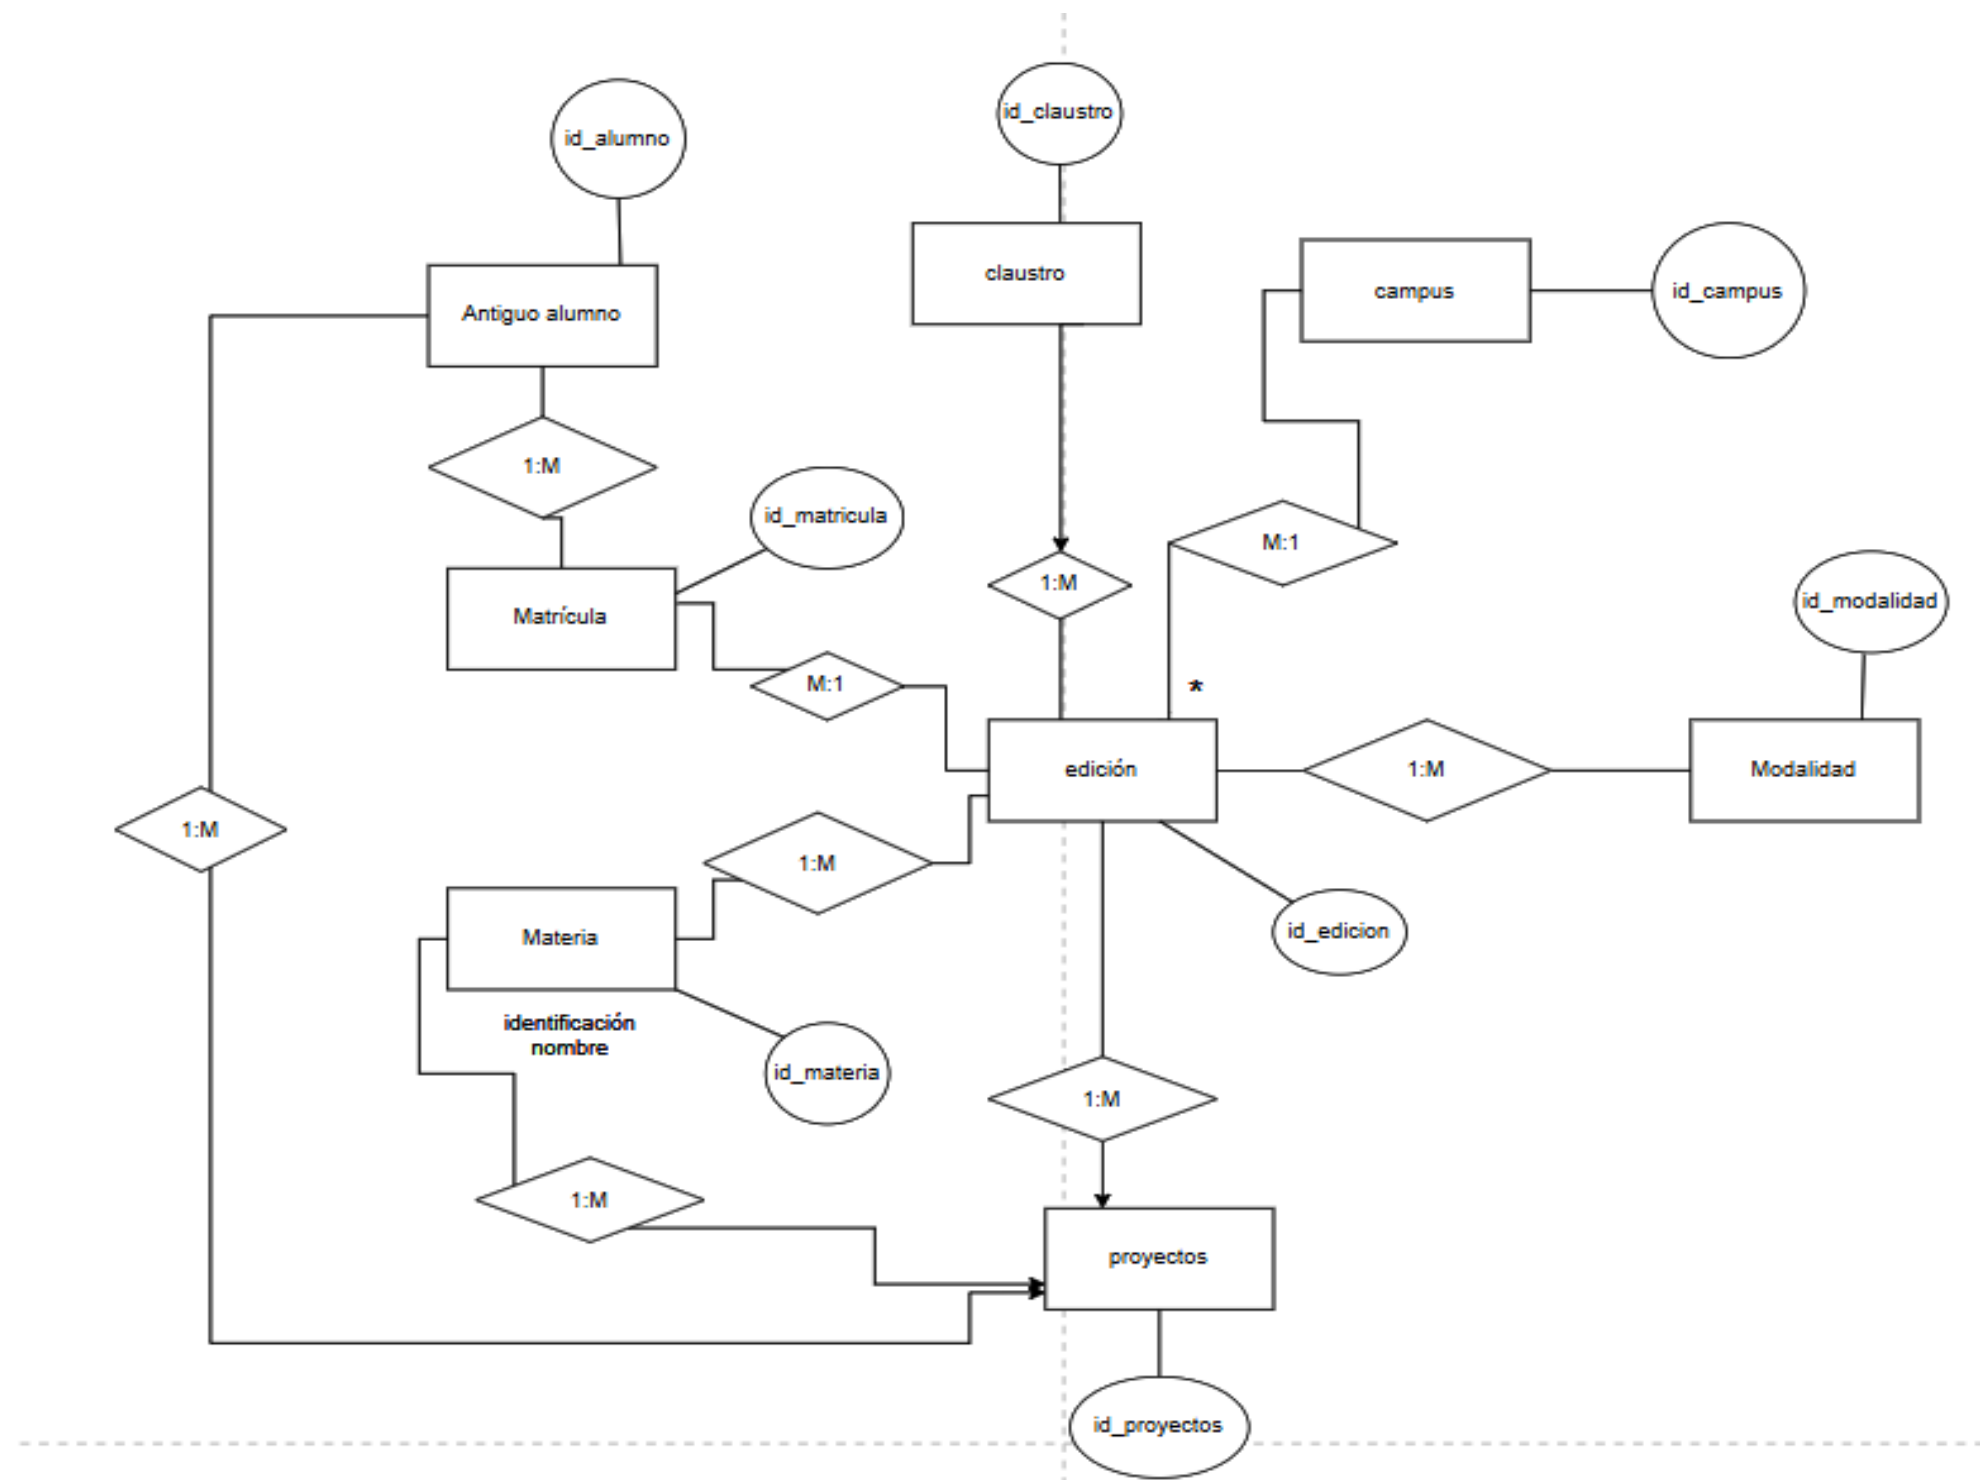 id_claustro
id_alumno
claustro
campus
id_campus
Antiguo alumno
1:M
id_matricula
M:1
1:M
id_modalidad
Matrícula
M:1
*
edición
1:M
Modalidad
1:M
1:M
Materia
id_edicion
identificación
nombre
id_materia
1:M
1:M
proyectos
id_proyectos